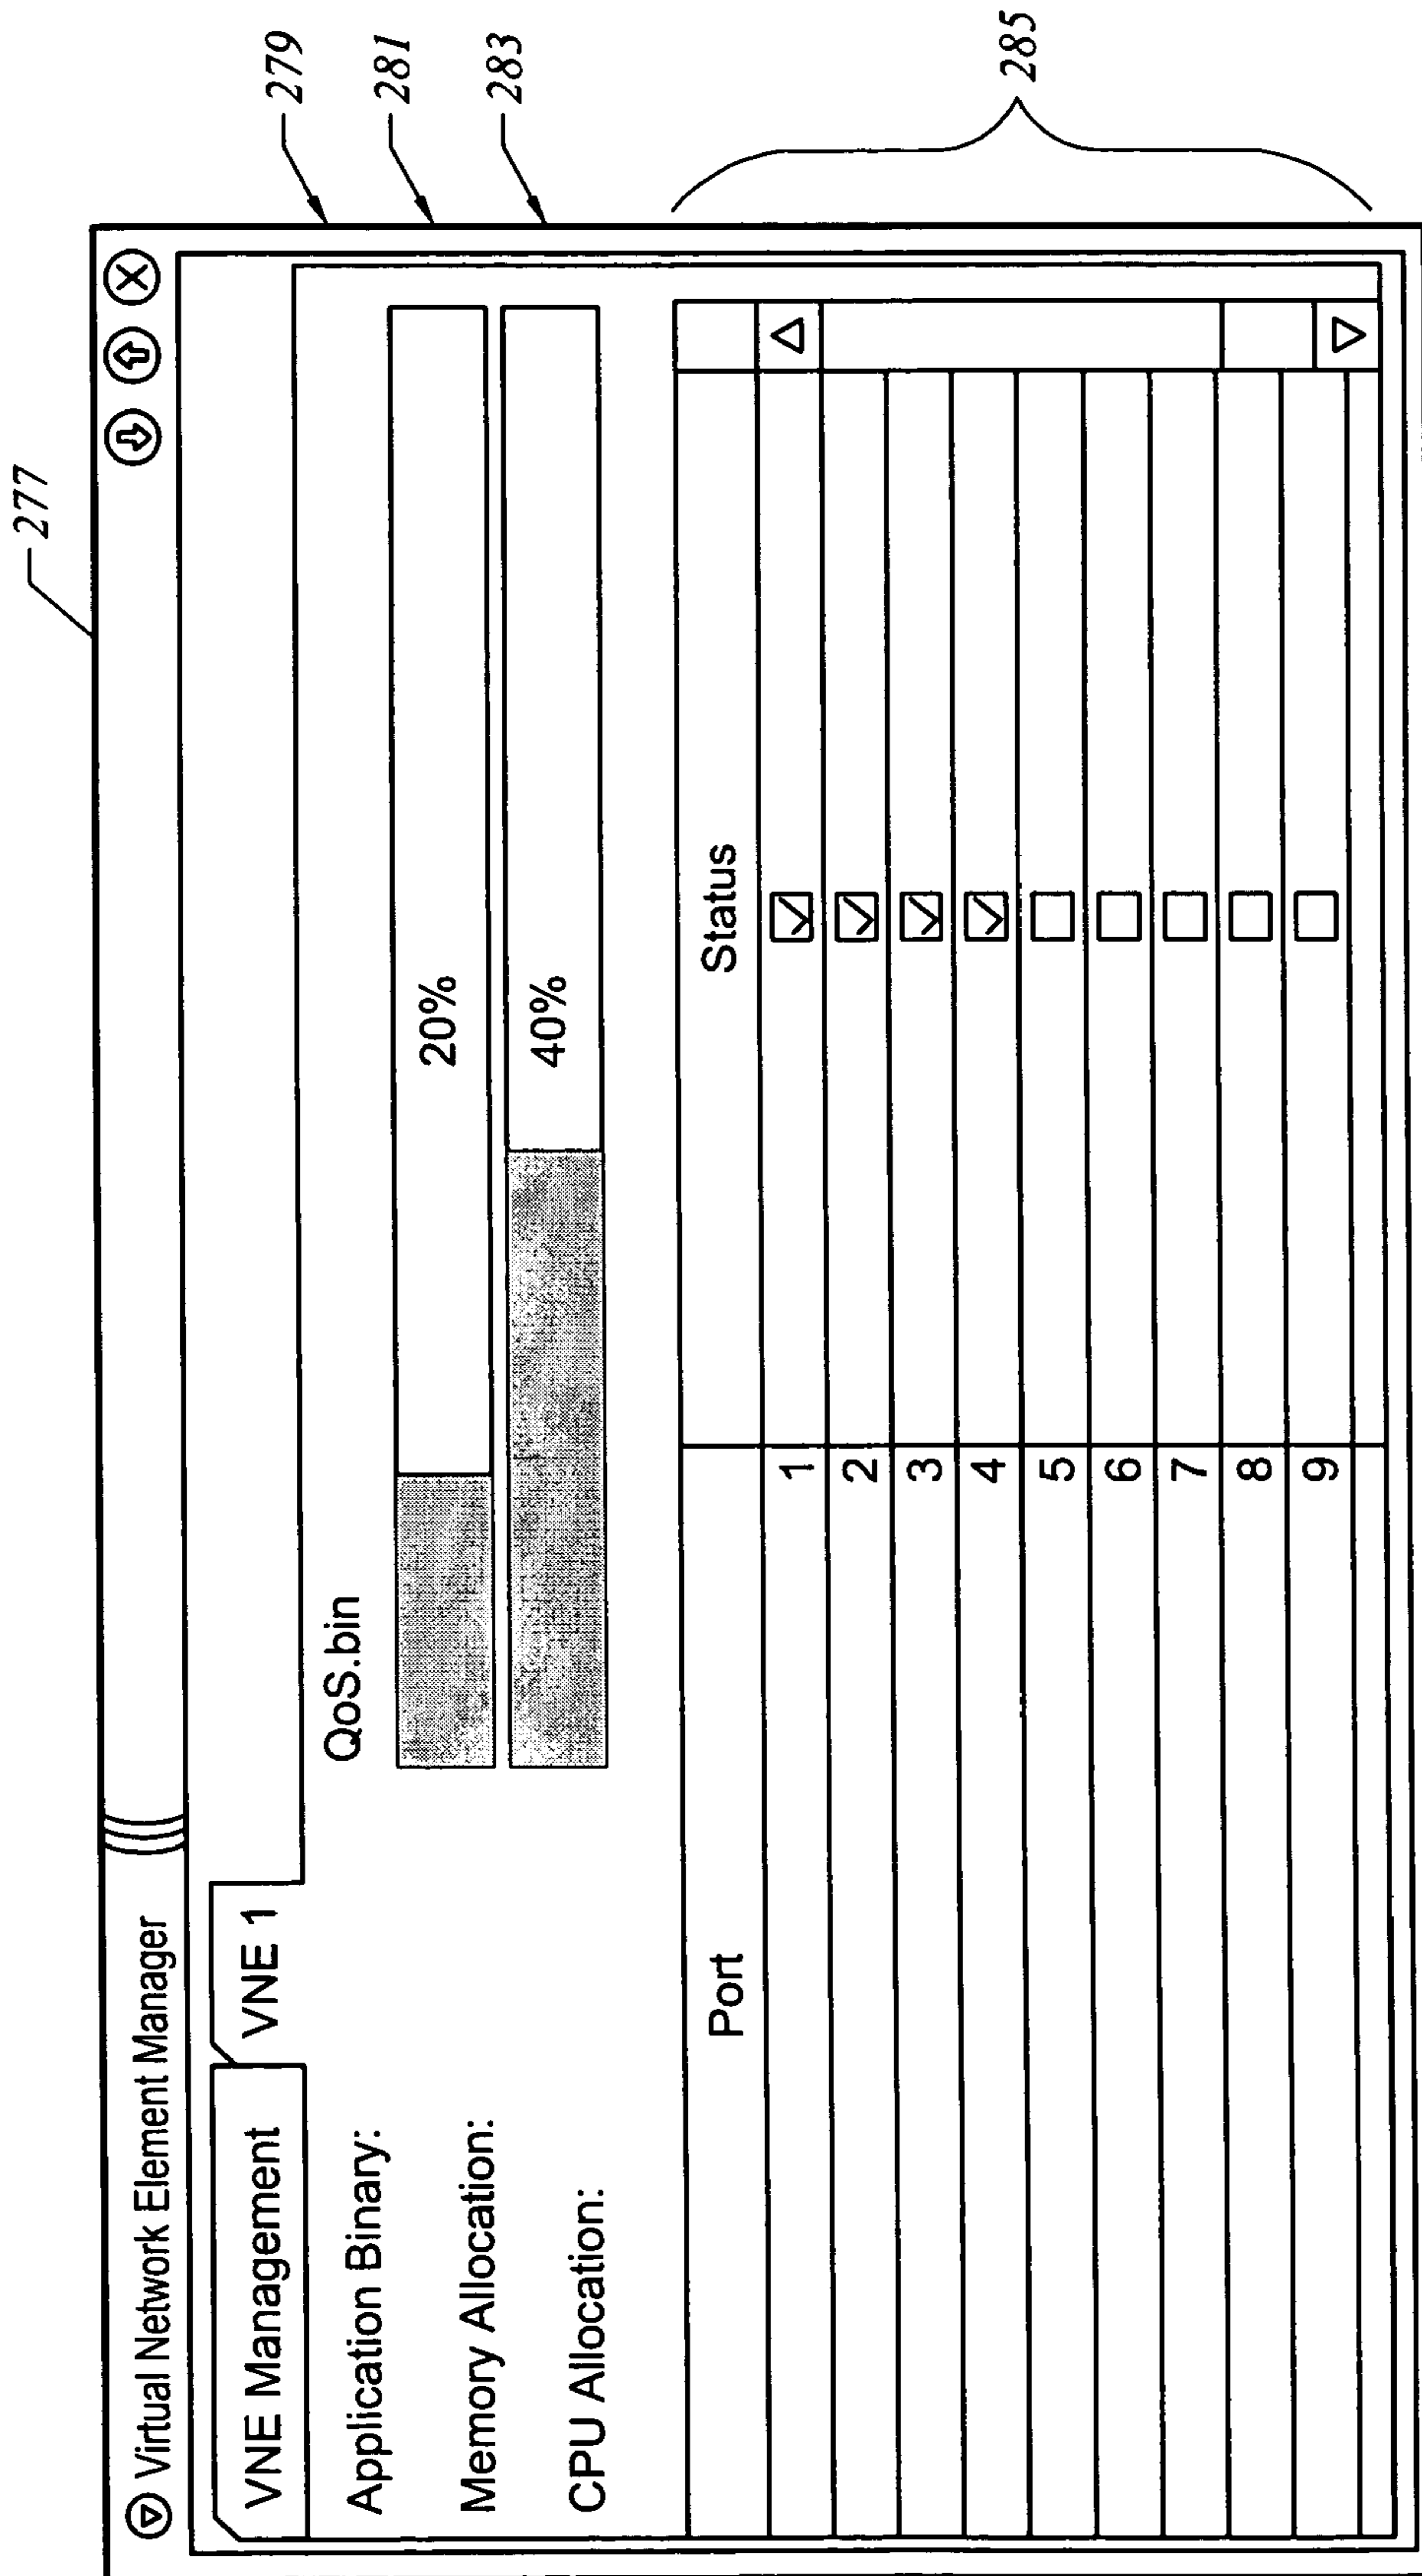 277
Virtual Network Element Manager
VNE Management
VNE 1
279
Application Binary:
QoS.bin
281
Memory Allocation:
20%
283
CPU Allocation:
40%
285
Port
Status
1
2
3
4
5
6
7
8
9